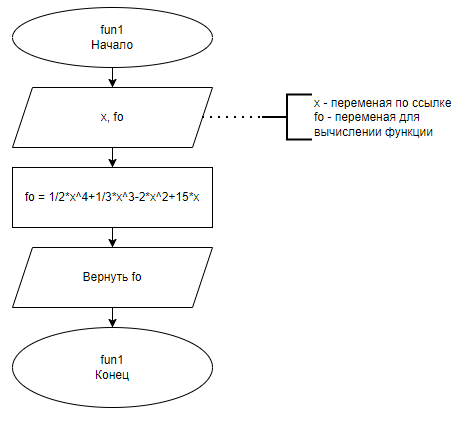 fun1
Начало
x, fo
x - переменая по ссылке
fo - переменая для
вычислении функции
fo = 1/2*x^4+1/3*x^3-2*x^2+15*x
Вернуть fo
fun1
Конец